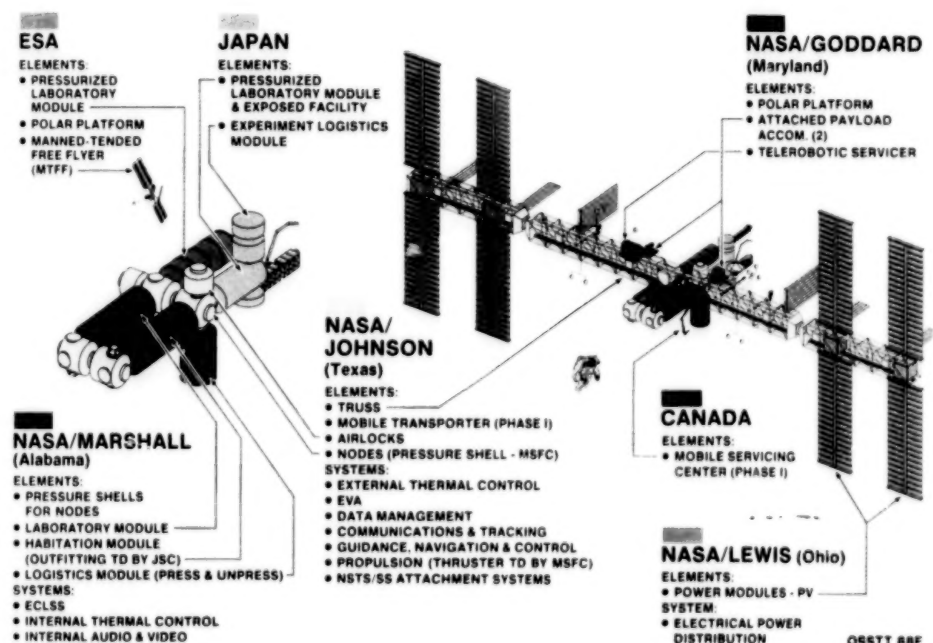 ESA
ELEMENTS:
• PRESSURIZED
LABORATORY
MODULE
• POLAR PLATFORM
• MANNED-TENDED
FREE FLYER
(MTFF)
JAPAN
ELEMENTS:
• PRESSURIZED
LABORATORY MODULE
& EXPOSED FACILITY
• EXPERIMENT LOGISTICS
MODULE
NASA/GODDARD
(Maryland)
ELEMENTS:
• POLAR PLATFORM
• ATTACHED PAYLOAD
ACCOM. (2)
• TELEROBOTIC SERVICER
NASA/MARSHALL
(Alabama)
ELEMENTS:
• PRESSURE SHELLS
FOR NODES
• LABORATORY MODULE
• HABITATION MODULE
(OUTFITTING TD BY JSC)
• LOGISTICS MODULE (PRESS & UNPRESS)
SYSTEMS:
• ECLSS
• INTERNAL THERMAL CONTROL
• INTERNAL AUDIO & VIDEO
NASA/
JOHNSON
(Texas)
ELEMENTS:
• TRUSS
• MOBILE TRANSPORTER (PHASE I)
• AIRLOCKS
• NODES (PRESSURE SHELL - MSFC)
SYSTEMS:
• EXTERNAL THERMAL CONTROL
• EVA
• DATA MANAGEMENT
• COMMUNICATIONS & TRACKING
• GUIDANCE, NAVIGATION & CONTROL
• PROPULSION (THRUSTER TD BY MSFC)
• NSTS/SS ATTACHMENT SYSTEMS
CANADA
ELEMENTS:
• MOBILE SERVICING
CENTER (PHASE I)
NASA/LEWIS (Ohio)
ELEMENTS:
• POWER MODULES - PV
SYSTEM:
• ELECTRICAL POWER
DISTRIBUTION